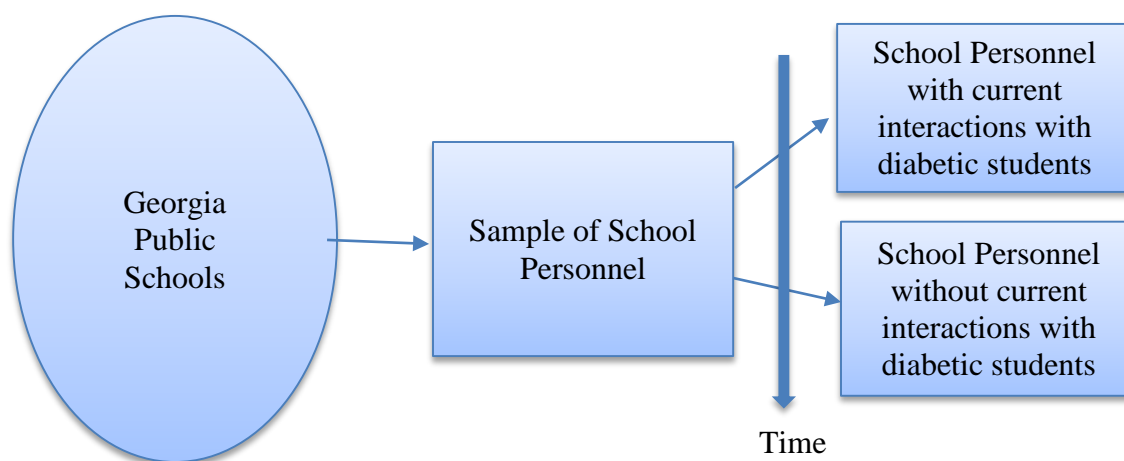 Georgia
Public
Schools
Sample of School
Personnel
School Personnel
with current
interactions with
diabetic students
School Personnel
without current
interactions with
diabetic students
Time